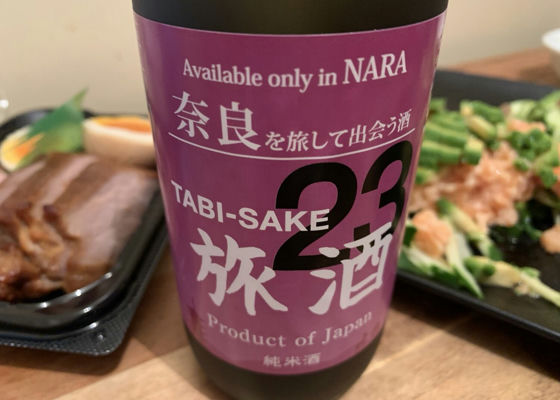 Available only in NARA
奈良を旅して出会う酒
23
TABI-SAKE
旅酒
Product of Japan
純米酒